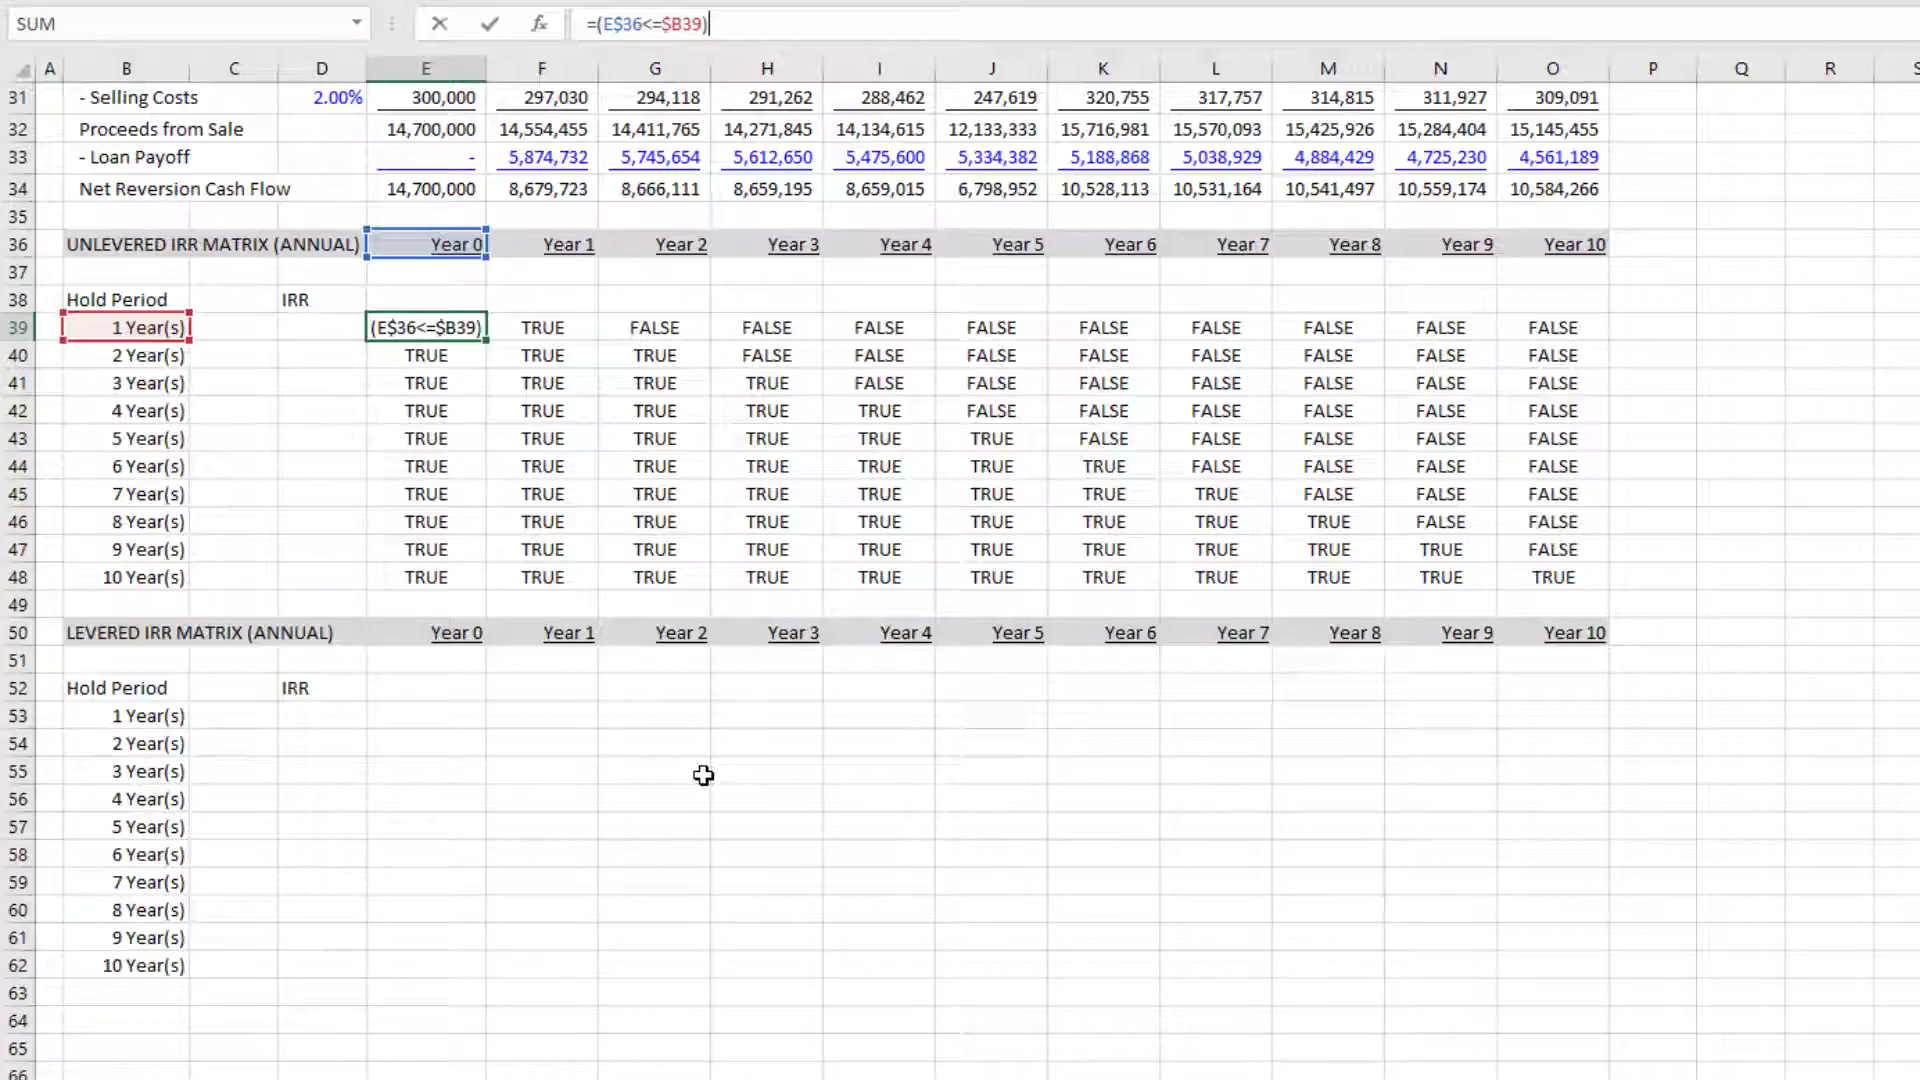 SUM =(E$36<=$B39)
A B C D E F G H I J K L M N O P Q R S
31 - Selling Costs 2.00% 300,000 297,030 294,118 291,262 288,462 247,619 320,755 317,757 314,815 311,927 309,091
32 Proceeds from Sale 14,700,000 14,554,455 14,411,765 14,271,845 14,134,615 12,133,333 15,716,981 15,570,093 15,425,926 15,284,404 15,145,455
33 - Loan Payoff - 5,874,732 5,745,654 5,612,650 5,475,600 5,334,382 5,188,868 5,038,929 4,884,429 4,725,230 4,561,189
34 Net Reversion Cash Flow 14,700,000 8,679,723 8,666,111 8,659,195 8,659,015 6,798,952 10,528,113 10,531,164 10,541,497 10,559,174 10,584,266
35
36 UNLEVERED IRR MATRIX (ANNUAL) Year 0 Year 1 Year 2 Year 3 Year 4 Year 5 Year 6 Year 7 Year 8 Year 9 Year 10
37
38 Hold Period IRR
39 1 Year(s) (E$36<=$B39) TRUE FALSE FALSE FALSE FALSE FALSE FALSE FALSE FALSE FALSE
40 2 Year(s) TRUE TRUE TRUE FALSE FALSE FALSE FALSE FALSE FALSE FALSE FALSE
41 3 Year(s) TRUE TRUE TRUE TRUE FALSE FALSE FALSE FALSE FALSE FALSE FALSE
42 4 Year(s) TRUE TRUE TRUE TRUE TRUE FALSE FALSE FALSE FALSE FALSE FALSE
43 5 Year(s) TRUE TRUE TRUE TRUE TRUE TRUE FALSE FALSE FALSE FALSE FALSE
44 6 Year(s) TRUE TRUE TRUE TRUE TRUE TRUE TRUE FALSE FALSE FALSE FALSE
45 7 Year(s) TRUE TRUE TRUE TRUE TRUE TRUE TRUE TRUE FALSE FALSE FALSE
46 8 Year(s) TRUE TRUE TRUE TRUE TRUE TRUE TRUE TRUE TRUE FALSE FALSE
47 9 Year(s) TRUE TRUE TRUE TRUE TRUE TRUE TRUE TRUE TRUE TRUE FALSE
48 10 Year(s) TRUE TRUE TRUE TRUE TRUE TRUE TRUE TRUE TRUE TRUE TRUE
49
50 LEVERED IRR MATRIX (ANNUAL) Year 0 Year 1 Year 2 Year 3 Year 4 Year 5 Year 6 Year 7 Year 8 Year 9 Year 10
51
52 Hold Period IRR
53 1 Year(s)
54 2 Year(s)
55 3 Year(s)
56 4 Year(s)
57 5 Year(s)
58 6 Year(s)
59 7 Year(s)
60 8 Year(s)
61 9 Year(s)
62 10 Year(s)
63
64
65
66